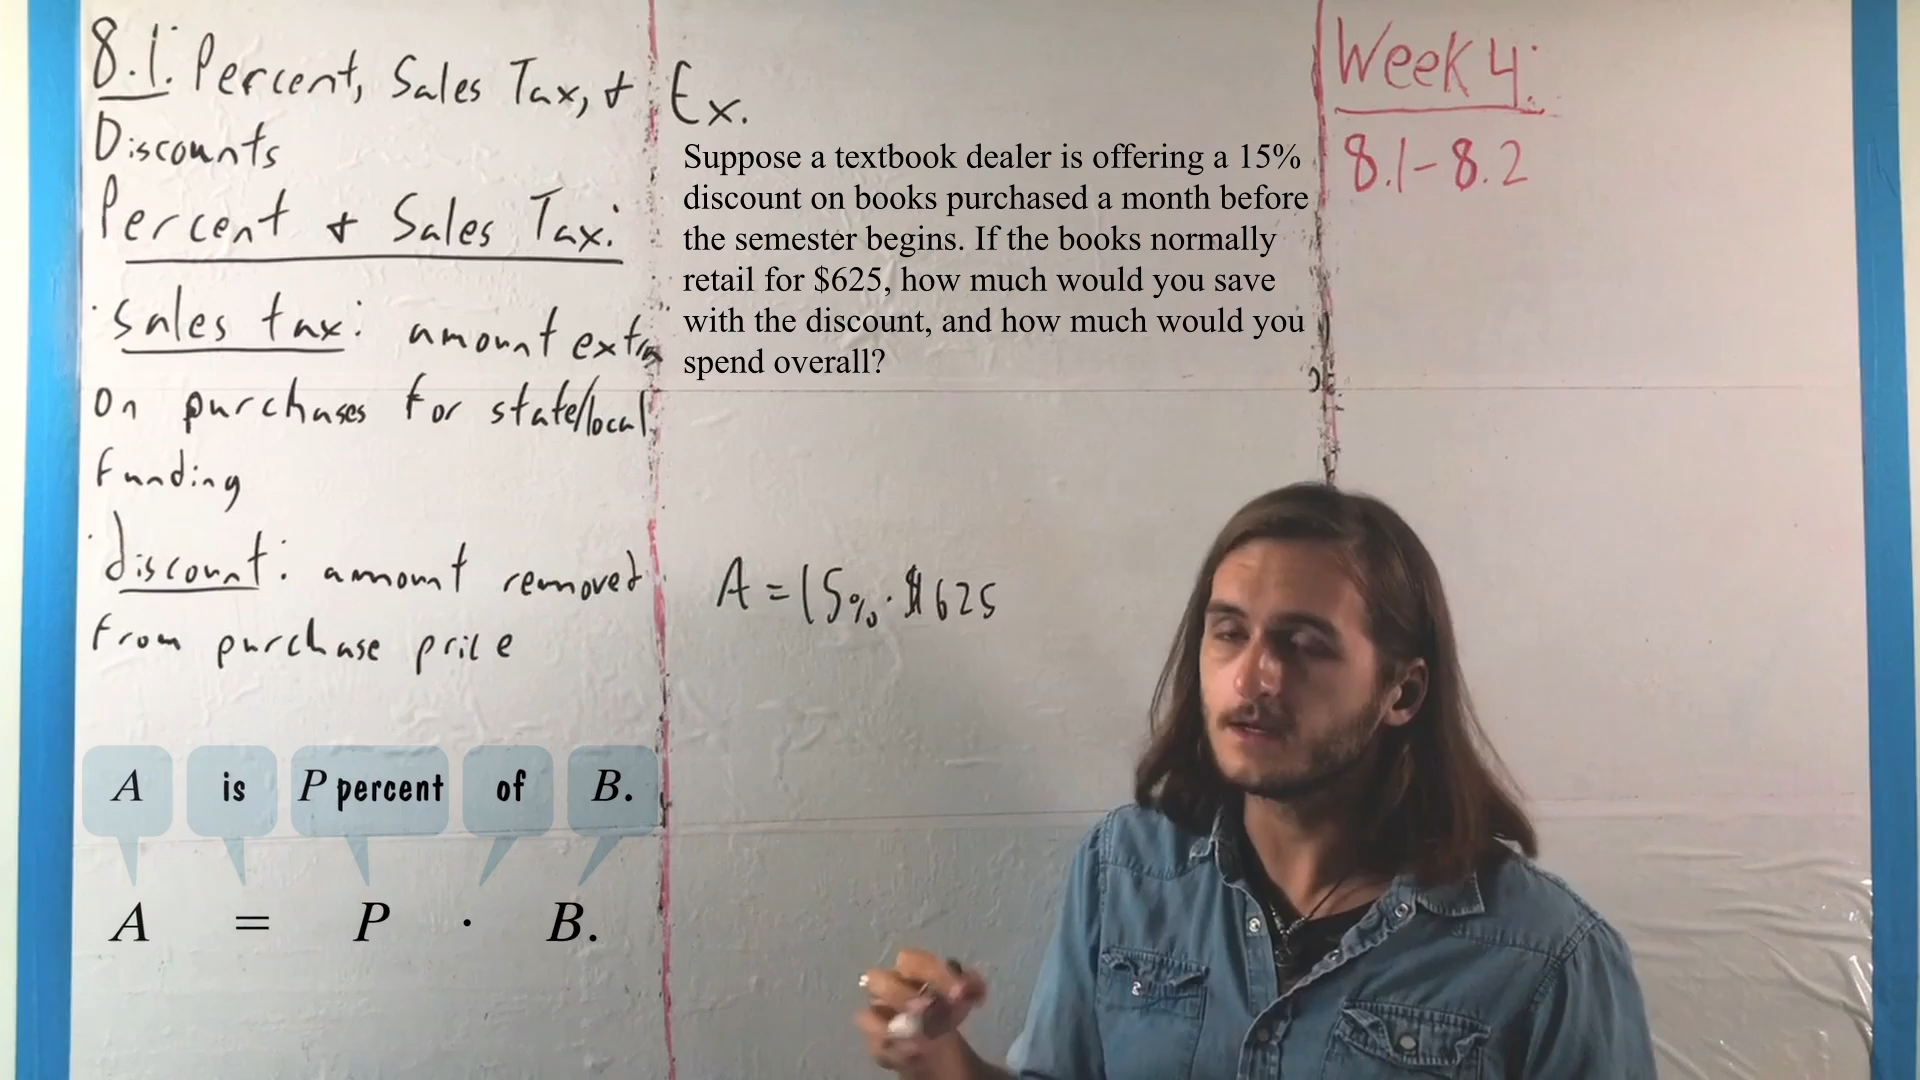 8.1: Percent, Sales Tax, +
Discounts
Percent + Sales Tax:
· sales tax: amount extra
on purchases for state/local
funding
· discount: amount removed
from purchase price
A is P percent of B.
A = P · B.
Ex.
Suppose a textbook dealer is offering a 15%
discount on books purchased a month before
the semester begins. If the books normally
retail for $625, how much would you save
with the discount, and how much would you
spend overall?
A = 15% · $625
Week 4:
8.1-8.2